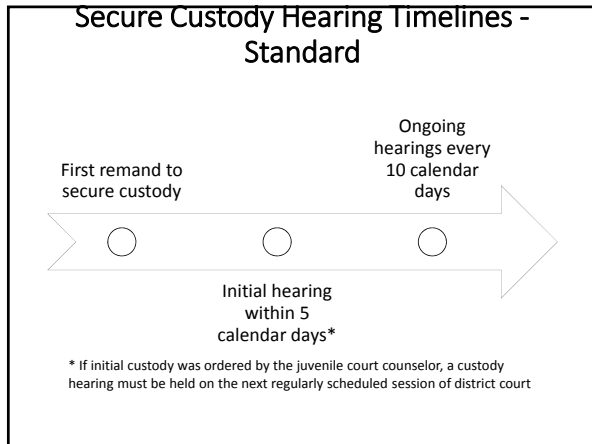 Secure Custody Hearing Timelines -
Standard
First remand to
secure custody
Initial hearing
within 5
calendar days*
Ongoing
hearings every
10 calendar
days
* If initial custody was ordered by the juvenile court counselor, a custody
hearing must be held on the next regularly scheduled session of district court